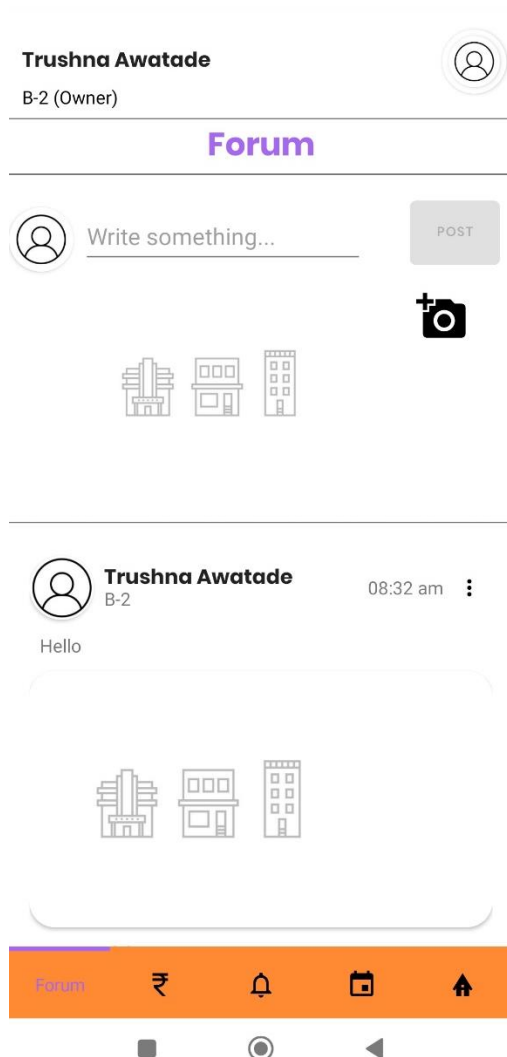 Trushna Awatade
B-2 (Owner)
Forum
Write something...
POST
Trushna Awatade
B-2
08:32 am
Hello
Forum
₹